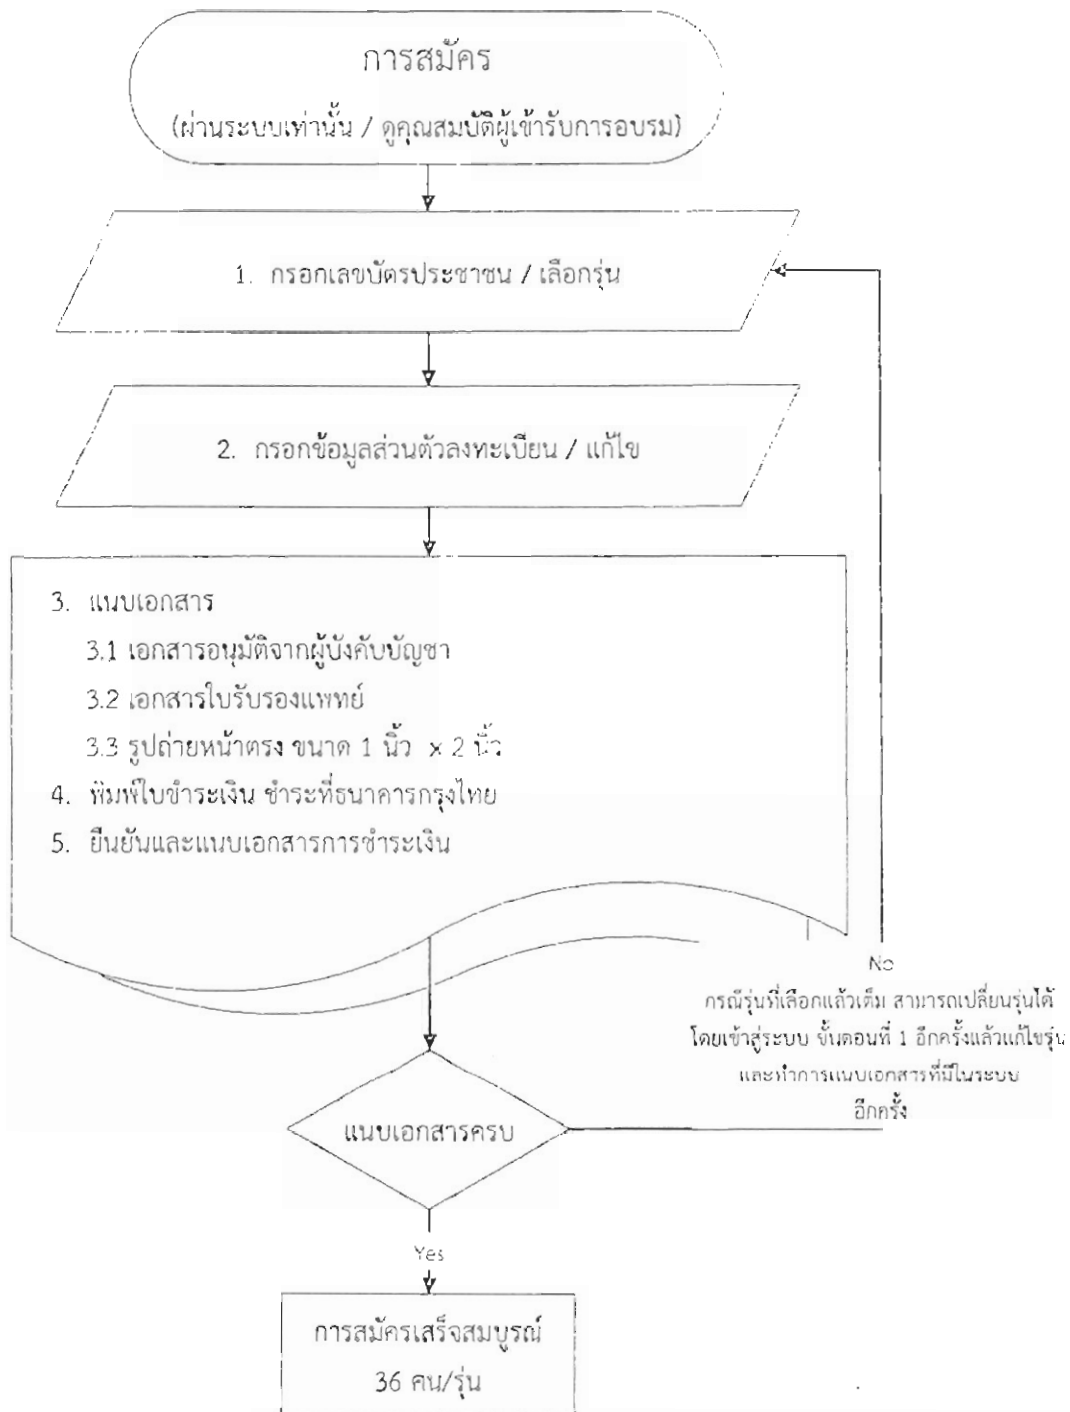 การสมัคร
(ผ่านระบบเท่านั้น / ดูคุณสมบัติผู้เข้ารับการอบรม)
1. กรอกเลขบัตรประชาชน / เลือกรุ่น
2. กรอกข้อมูลส่วนตัวลงทะเบียน / แก้ไข
3. แนบเอกสาร
3.1 เอกสารอนุมัติจากผู้บังคับบัญชา
3.2 เอกสารใบรับรองแพทย์
3.3 รูปถ่ายหน้าตรง ขนาด 1 นิ้ว x 2 นิ้ว
4. พิมพ์ใบชำระเงิน ชำระที่ธนาคารกรุงไทย
5. ยืนยันและแนบเอกสารการชำระเงิน
No
กรณีรุ่นที่เลือกแล้วเต็ม สามารถเปลี่ยนรุ่นได้
โดยเข้าสู่ระบบ ขั้นตอนที่ 1 อีกครั้งแล้วแก้ไขรุ่น
และทำการแนบเอกสารที่มีในระบบ
อีกครั้ง
แนบเอกสารครบ
Yes
การสมัครเสร็จสมบูรณ์
36 คน/รุ่น